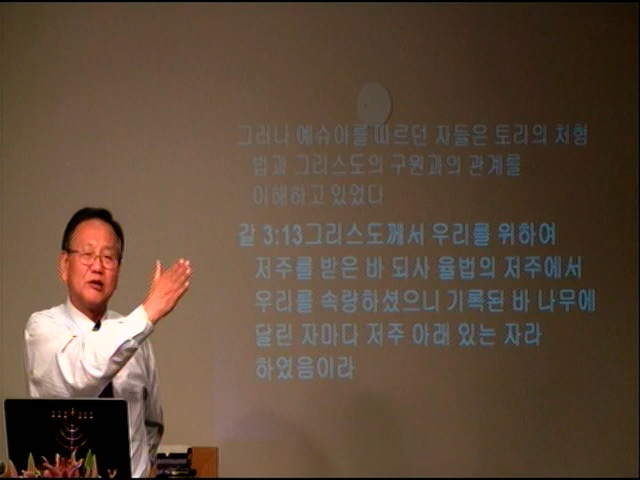 그러니 예슈아를 따르던 자들은 토라의 처형
법과 그리스도의 구원과의 관계를
이해하고 있었다
갈 3:13그리스도께서 우리를 위하여
저주를 받은 바 되사 율법의 저주에서
우리를 속량하셨으니 기록된 바 나무에
달린 자마다 저주 아래 있는 자라
하였음이라